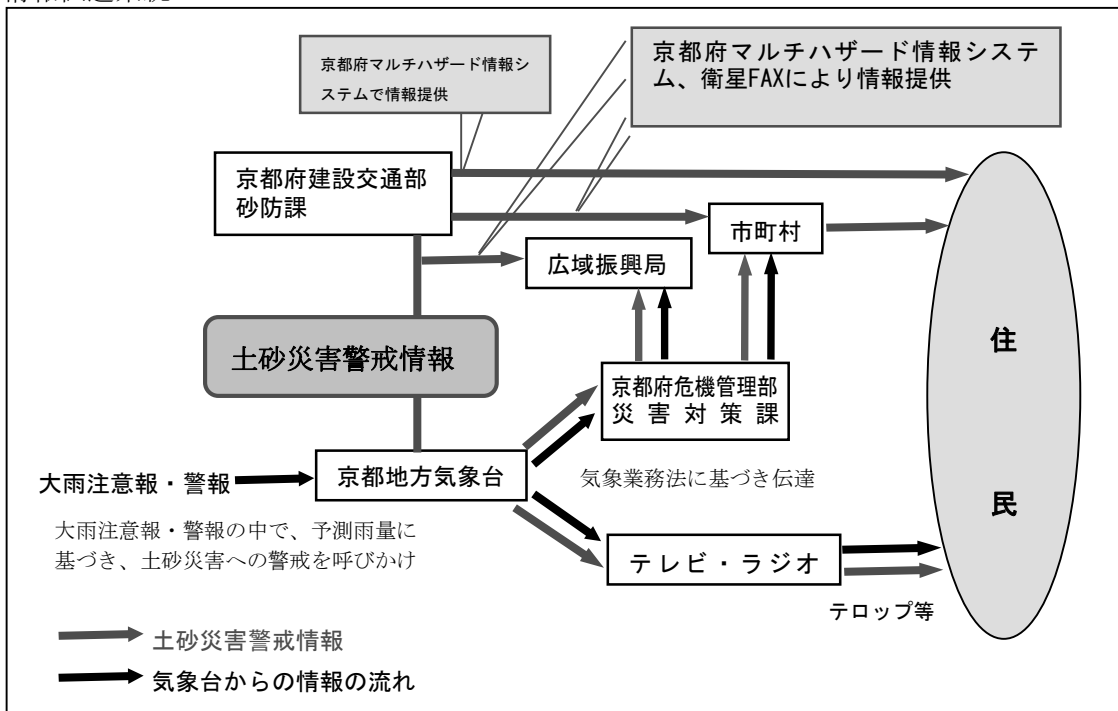 京都府マルチハザード情報シ
ステムで情報提供
京都府マルチハザード情報システ
ム、衛星FAXにより情報提供
京都府建設交通部
砂防課
市町村
広域振興局
土砂災害警戒情報
住
民
京都府危機管理部
災害対策課
大雨注意報・警報
京都地方気象台
気象業務法に基づき伝達
大雨注意報・警報の中で、予測雨量に
基づき、土砂災害への警戒を呼びかけ
テレビ・ラジオ
テロップ等
土砂災害警戒情報
気象台からの情報の流れ